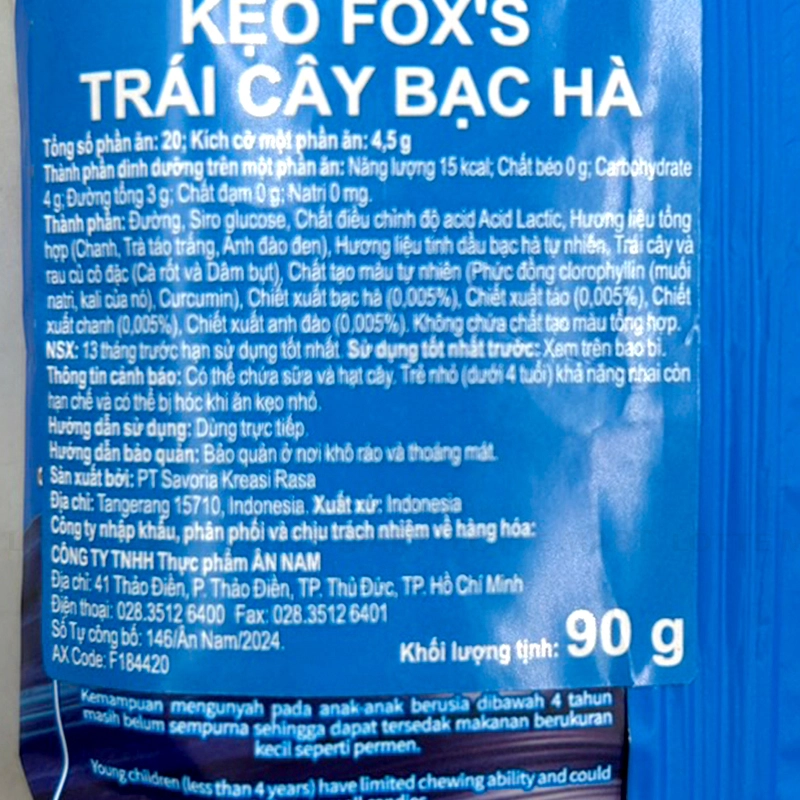 KẸO FOX'S
TRÁI CÂY BẠC HÀ
Tổng số phần ăn: 20; Kích cỡ một phần ăn: 4,5 g
Thành phần dinh dưỡng trên một phần ăn: Năng lượng 15 kcal; Chất béo 0 g; Carbohydrate
4 g; Đường tổng 3 g; Chất đạm 0 g; Natri 0 mg.
Thành phần: Đường, Siro glucose, Chất điều chỉnh độ acid Acid Lactic, Hương liệu tổng
hợp (Chanh, Trà táo trắng, Anh đào đen), Hương liệu tinh dầu bạc hà tự nhiên, Trái cây và
rau củ cô đặc (Cà rốt và Dâm bụt), Chất tạo màu tự nhiên (Phức đồng clorophyllin (muối
natri, kali của nó), Curcumin), Chiết xuất bạc hà (0,005%), Chiết xuất táo (0,005%), Chiết
xuất chanh (0,005%), Chiết xuất anh đào (0,005%). Không chứa chất tạo màu tổng hợp.
NSX: 13 tháng trước hạn sử dụng tốt nhất. Sử dụng tốt nhất trước: Xem trên bao bì.
Thông tin cảnh báo: Có thể chứa sữa và hạt cây. Trẻ nhỏ (dưới 4 tuổi) khả năng nhai còn
hạn chế và có thể bị hóc khi ăn kẹo nhỏ.
Hướng dẫn sử dụng: Dùng trực tiếp.
Hướng dẫn bảo quản: Bảo quản ở nơi khô ráo và thoáng mát.
Sản xuất bởi: PT Savoria Kreasi Rasa
Địa chỉ: Tangerang 15710, Indonesia. Xuất xứ: Indonesia
Công ty nhập khẩu, phân phối và chịu trách nhiệm về hàng hóa:
CÔNG TY TNHH Thực phẩm ÂN NAM
Địa chỉ: 41 Thảo Điền, P. Thảo Điền, TP. Thủ Đức, TP. Hồ Chí Minh
Điện thoại: 028.3512 6400 Fax: 028.3512 6401
Số Tự công bố: 146/Ân Nam/2024.
AX Code: F184420
Khối lượng tịnh: 90 g
Kemampuan mengunyah pada anak-anak berusia dibawah 4 tahun
masih belum sempurna sehingga dapat tersedak makanan berukuran
kecil seperti permen.
Young children (less than 4 years) have limited chewing ability and could